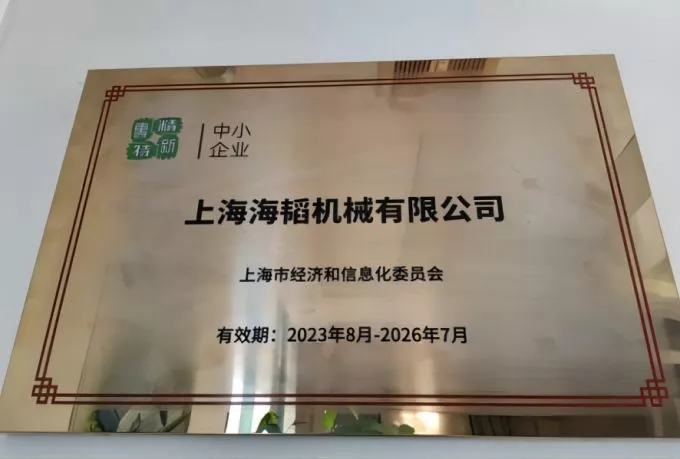 专精
特新
中小
企业
上海海韬机械有限公司
上海市经济和信息化委员会
有效期：2023年8月-2026年7月